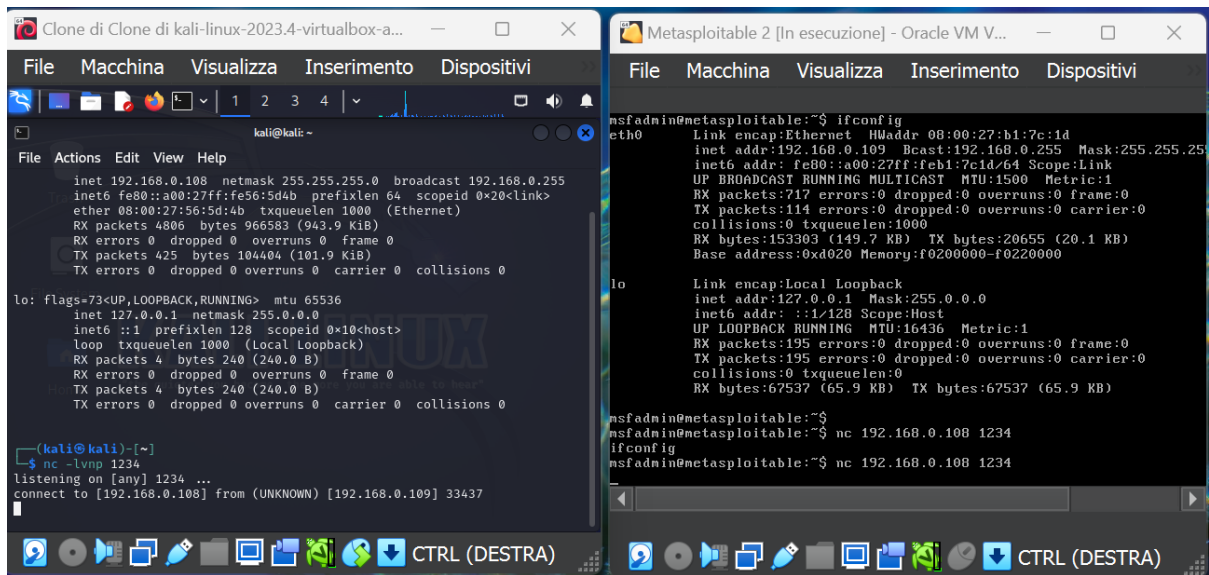 Clone di Clone di kali-linux-2023.4-virtualbox-a...
File Macchina Visualizza Inserimento Dispositivi
1 2 3 4
kali@kali: ~
File Actions Edit View Help
inet 192.168.0.108 netmask 255.255.255.0 broadcast 192.168.0.255
inet6 fe80::a00:27ff:fe56:5d4b prefixlen 64 scopeid 0×20<link>
ether 08:00:27:56:5d:4b txqueuelen 1000 (Ethernet)
RX packets 4806 bytes 966583 (943.9 KiB)
RX errors 0 dropped 0 overruns 0 frame 0
TX packets 425 bytes 104404 (101.9 KiB)
TX errors 0 dropped 0 overruns 0 carrier 0 collisions 0
lo: flags=73<UP,LOOPBACK,RUNNING> mtu 65536
inet 127.0.0.1 netmask 255.0.0.0
inet6 ::1 prefixlen 128 scopeid 0×10<host>
loop txqueuelen 1000 (Local Loopback)
RX packets 4 bytes 240 (240.0 B)
RX errors 0 dropped 0 overruns 0 frame 0
TX packets 4 bytes 240 (240.0 B)
TX errors 0 dropped 0 overruns 0 carrier 0 collisions 0
(kali㉿kali)-[~]
$ nc -lvnp 1234
listening on [any] 1234 ...
connect to [192.168.0.108] from (UNKNOWN) [192.168.0.109] 33437
CTRL (DESTRA)
Metasploitable 2 [In esecuzione] - Oracle VM V...
File Macchina Visualizza Inserimento Dispositivi
msfadmin@metasploitable:~$ ifconfig
eth0 Link encap:Ethernet HWaddr 08:00:27:b1:7c:1d
inet addr:192.168.0.109 Bcast:192.168.0.255 Mask:255.255.25
inet6 addr: fe80::a00:27ff:feb1:7c1d/64 Scope:Link
UP BROADCAST RUNNING MULTICAST MTU:1500 Metric:1
RX packets:717 errors:0 dropped:0 overruns:0 frame:0
TX packets:114 errors:0 dropped:0 overruns:0 carrier:0
collisions:0 txqueuelen:1000
RX bytes:153303 (149.7 KB) TX bytes:20655 (20.1 KB)
Base address:0xd020 Memory:f0200000-f0220000
lo Link encap:Local Loopback
inet addr:127.0.0.1 Mask:255.0.0.0
inet6 addr: ::1/128 Scope:Host
UP LOOPBACK RUNNING MTU:16436 Metric:1
RX packets:195 errors:0 dropped:0 overruns:0 frame:0
TX packets:195 errors:0 dropped:0 overruns:0 carrier:0
collisions:0 txqueuelen:0
RX bytes:67537 (65.9 KB) TX bytes:67537 (65.9 KB)
msfadmin@metasploitable:~$
msfadmin@metasploitable:~$ nc 192.168.0.108 1234
ifconfig
msfadmin@metasploitable:~$ nc 192.168.0.108 1234
CTRL (DESTRA)